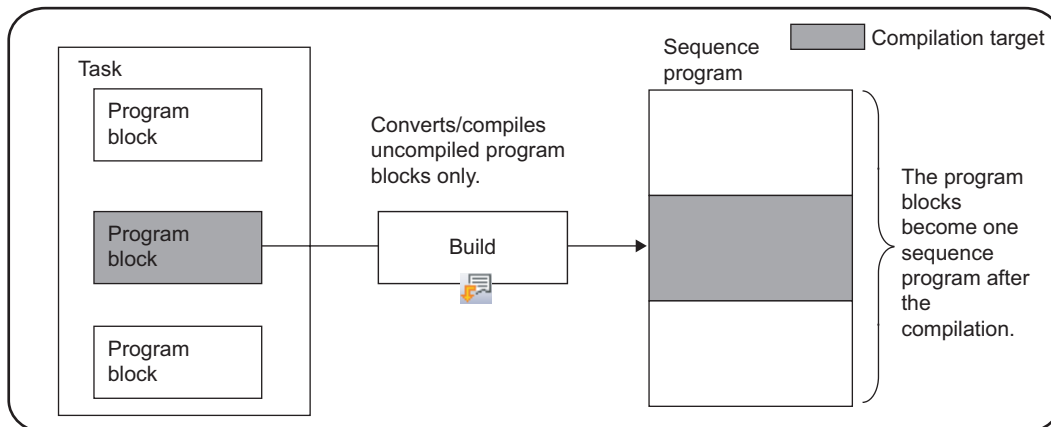 Task
Program
block
Program
block
Program
block
Converts/compiles
uncompiled program
blocks only.
Build
Sequence
program
Compilation target
The program
blocks
become one
sequence
program after
the
compilation.